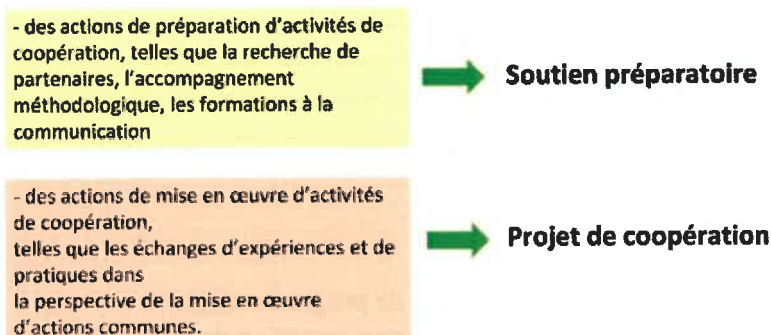 - des actions de préparation d'activités de
coopération, telles que la recherche de
partenaires, l'accompagnement
méthodologique, les formations à la
communication
Soutien préparatoire
- des actions de mise en œuvre d'activités
de coopération,
telles que les échanges d'expériences et de
pratiques dans
la perspective de la mise en œuvre
d'actions communes.
Projet de coopération